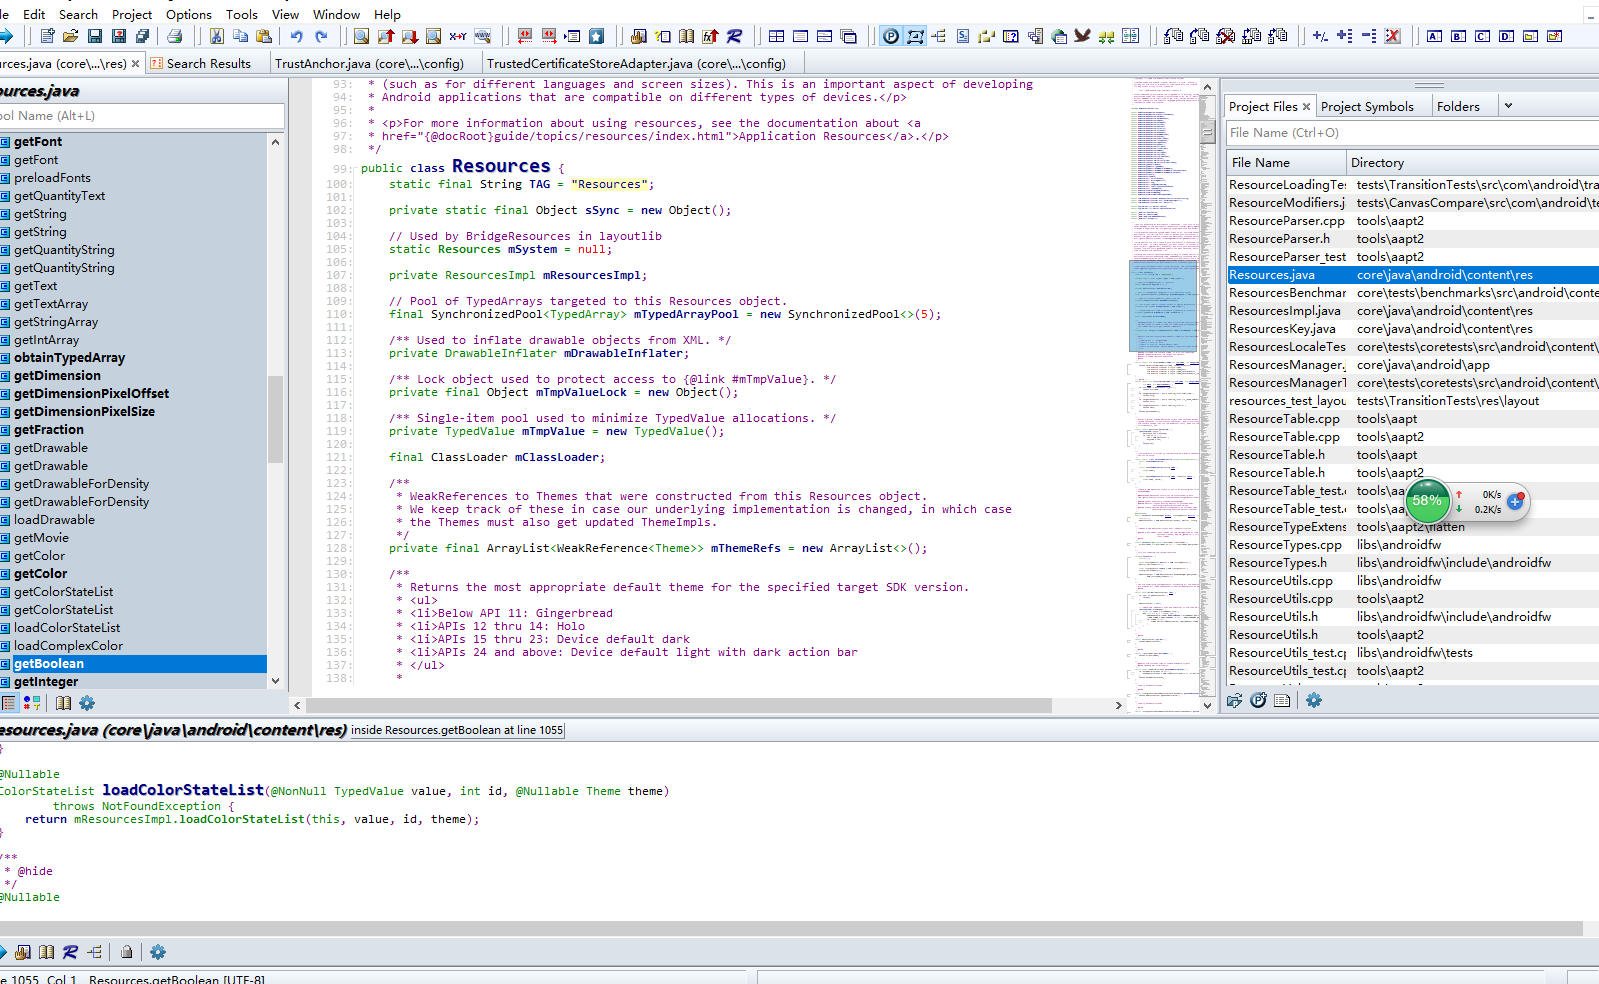 le Edit Search Project Options Tools View Window Help
urces.java (core\...\res) × Search Results TrustAnchor.java (core\...\config) TrustedCertificateStoreAdapter.java (core\...\config)
ources.java
ool Name (Alt+L)
getFont
getFont
preloadFonts
getQuantityText
getString
getString
getQuantityString
getQuantityString
getText
getTextArray
getStringArray
getIntArray
obtainTypedArray
getDimension
getDimensionPixelOffset
getDimensionPixelSize
getFraction
getDrawable
getDrawable
getDrawableForDensity
getDrawableForDensity
loadDrawable
getMovie
getColor
getColor
getColorStateList
getColorStateList
loadColorStateList
loadComplexColor
getBoolean
getInteger
93: * (such as for different languages and screen sizes). This is an important aspect of developing
94: * Android applications that are compatible on different types of devices.</p>
95: *
96: * <p>For more information about using resources, see the documentation about <a
97: * href="{@docRoot}guide/topics/resources/index.html">Application Resources</a>.</p>
98: */
99: public class Resources {
100: static final String TAG = "Resources";
101:
102: private static final Object sSync = new Object();
103:
104: // Used by BridgeResources in layoutlib
105: static Resources mSystem = null;
106:
107: private ResourcesImpl mResourcesImpl;
108:
109: // Pool of TypedArrays targeted to this Resources object.
110: final SynchronizedPool<TypedArray> mTypedArrayPool = new SynchronizedPool<>(5);
111:
112: /** Used to inflate drawable objects from XML. */
113: private DrawableInflater mDrawableInflater;
114:
115: /** Lock object used to protect access to {@link #mTmpValue}. */
116: private final Object mTmpValueLock = new Object();
117:
118: /** Single-item pool used to minimize TypedValue allocations. */
119: private TypedValue mTmpValue = new TypedValue();
120:
121: final ClassLoader mClassLoader;
122:
123: /**
124: * WeakReferences to Themes that were constructed from this Resources object.
125: * We keep track of these in case our underlying implementation is changed, in which case
126: * the Themes must also get updated ThemeImpls.
127: */
128: private final ArrayList<WeakReference<Theme>> mThemeRefs = new ArrayList<>();
129:
130: /**
131: * Returns the most appropriate default theme for the specified target SDK version.
132: * <ul>
133: * <li>Below API 11: Gingerbread
134: * <li>APIs 12 thru 14: Holo
135: * <li>APIs 15 thru 23: Device default dark
136: * <li>APIs 24 and above: Device default light with dark action bar
137: * </ul>
138: *
Project Files × Project Symbols Folders
File Name (Ctrl+O)
File Name Directory
ResourceLoadingTes tests\TransitionTests\src\com\android\tra
ResourceModifiers.j tests\CanvasCompare\src\com\android\te
ResourceParser.cpp tools\aapt2
ResourceParser.h tools\aapt2
ResourceParser_test tools\aapt2
Resources.java core\java\android\content\res
ResourcesBenchmar core\tests\benchmarks\src\android\conte
ResourcesImpl.java core\java\android\content\res
ResourcesKey.java core\java\android\content\res
ResourcesLocaleTes core\tests\coretests\src\android\content\
ResourcesManager.j core\java\android\app
ResourcesManagerT core\tests\coretests\src\android\content\
resources_test_layou tests\TransitionTests\res\layout
ResourceTable.cpp tools\aapt
ResourceTable.cpp tools\aapt2
ResourceTable.h tools\aapt
ResourceTable.h tools\aapt2
ResourceTable_test.c tools\aa
ResourceTable_test. tools\aap
ResourceTypeExtens tools\aapt2\flatten
ResourceTypes.cpp libs\androidfw
ResourceTypes.h libs\androidfw\include\androidfw
ResourceUtils.cpp libs\androidfw
ResourceUtils.cpp tools\aapt2
ResourceUtils.h libs\androidfw\include\androidfw
ResourceUtils.h tools\aapt2
ResourceUtils_test.cp libs\androidfw\tests
ResourceUtils_test.cp tools\aapt2
58% 0K/s
0.2K/s
esources.java (core\java\android\content\res) inside Resources.getBoolean at line 1055
}
@Nullable
ColorStateList loadColorStateList(@NonNull TypedValue value, int id, @Nullable Theme theme)
throws NotFoundException {
return mResourcesImpl.loadColorStateList(this, value, id, theme);
}
/**
* @hide
*/
@Nullable
e 1055 Col 1 Resources.getBoolean [UTF-8]